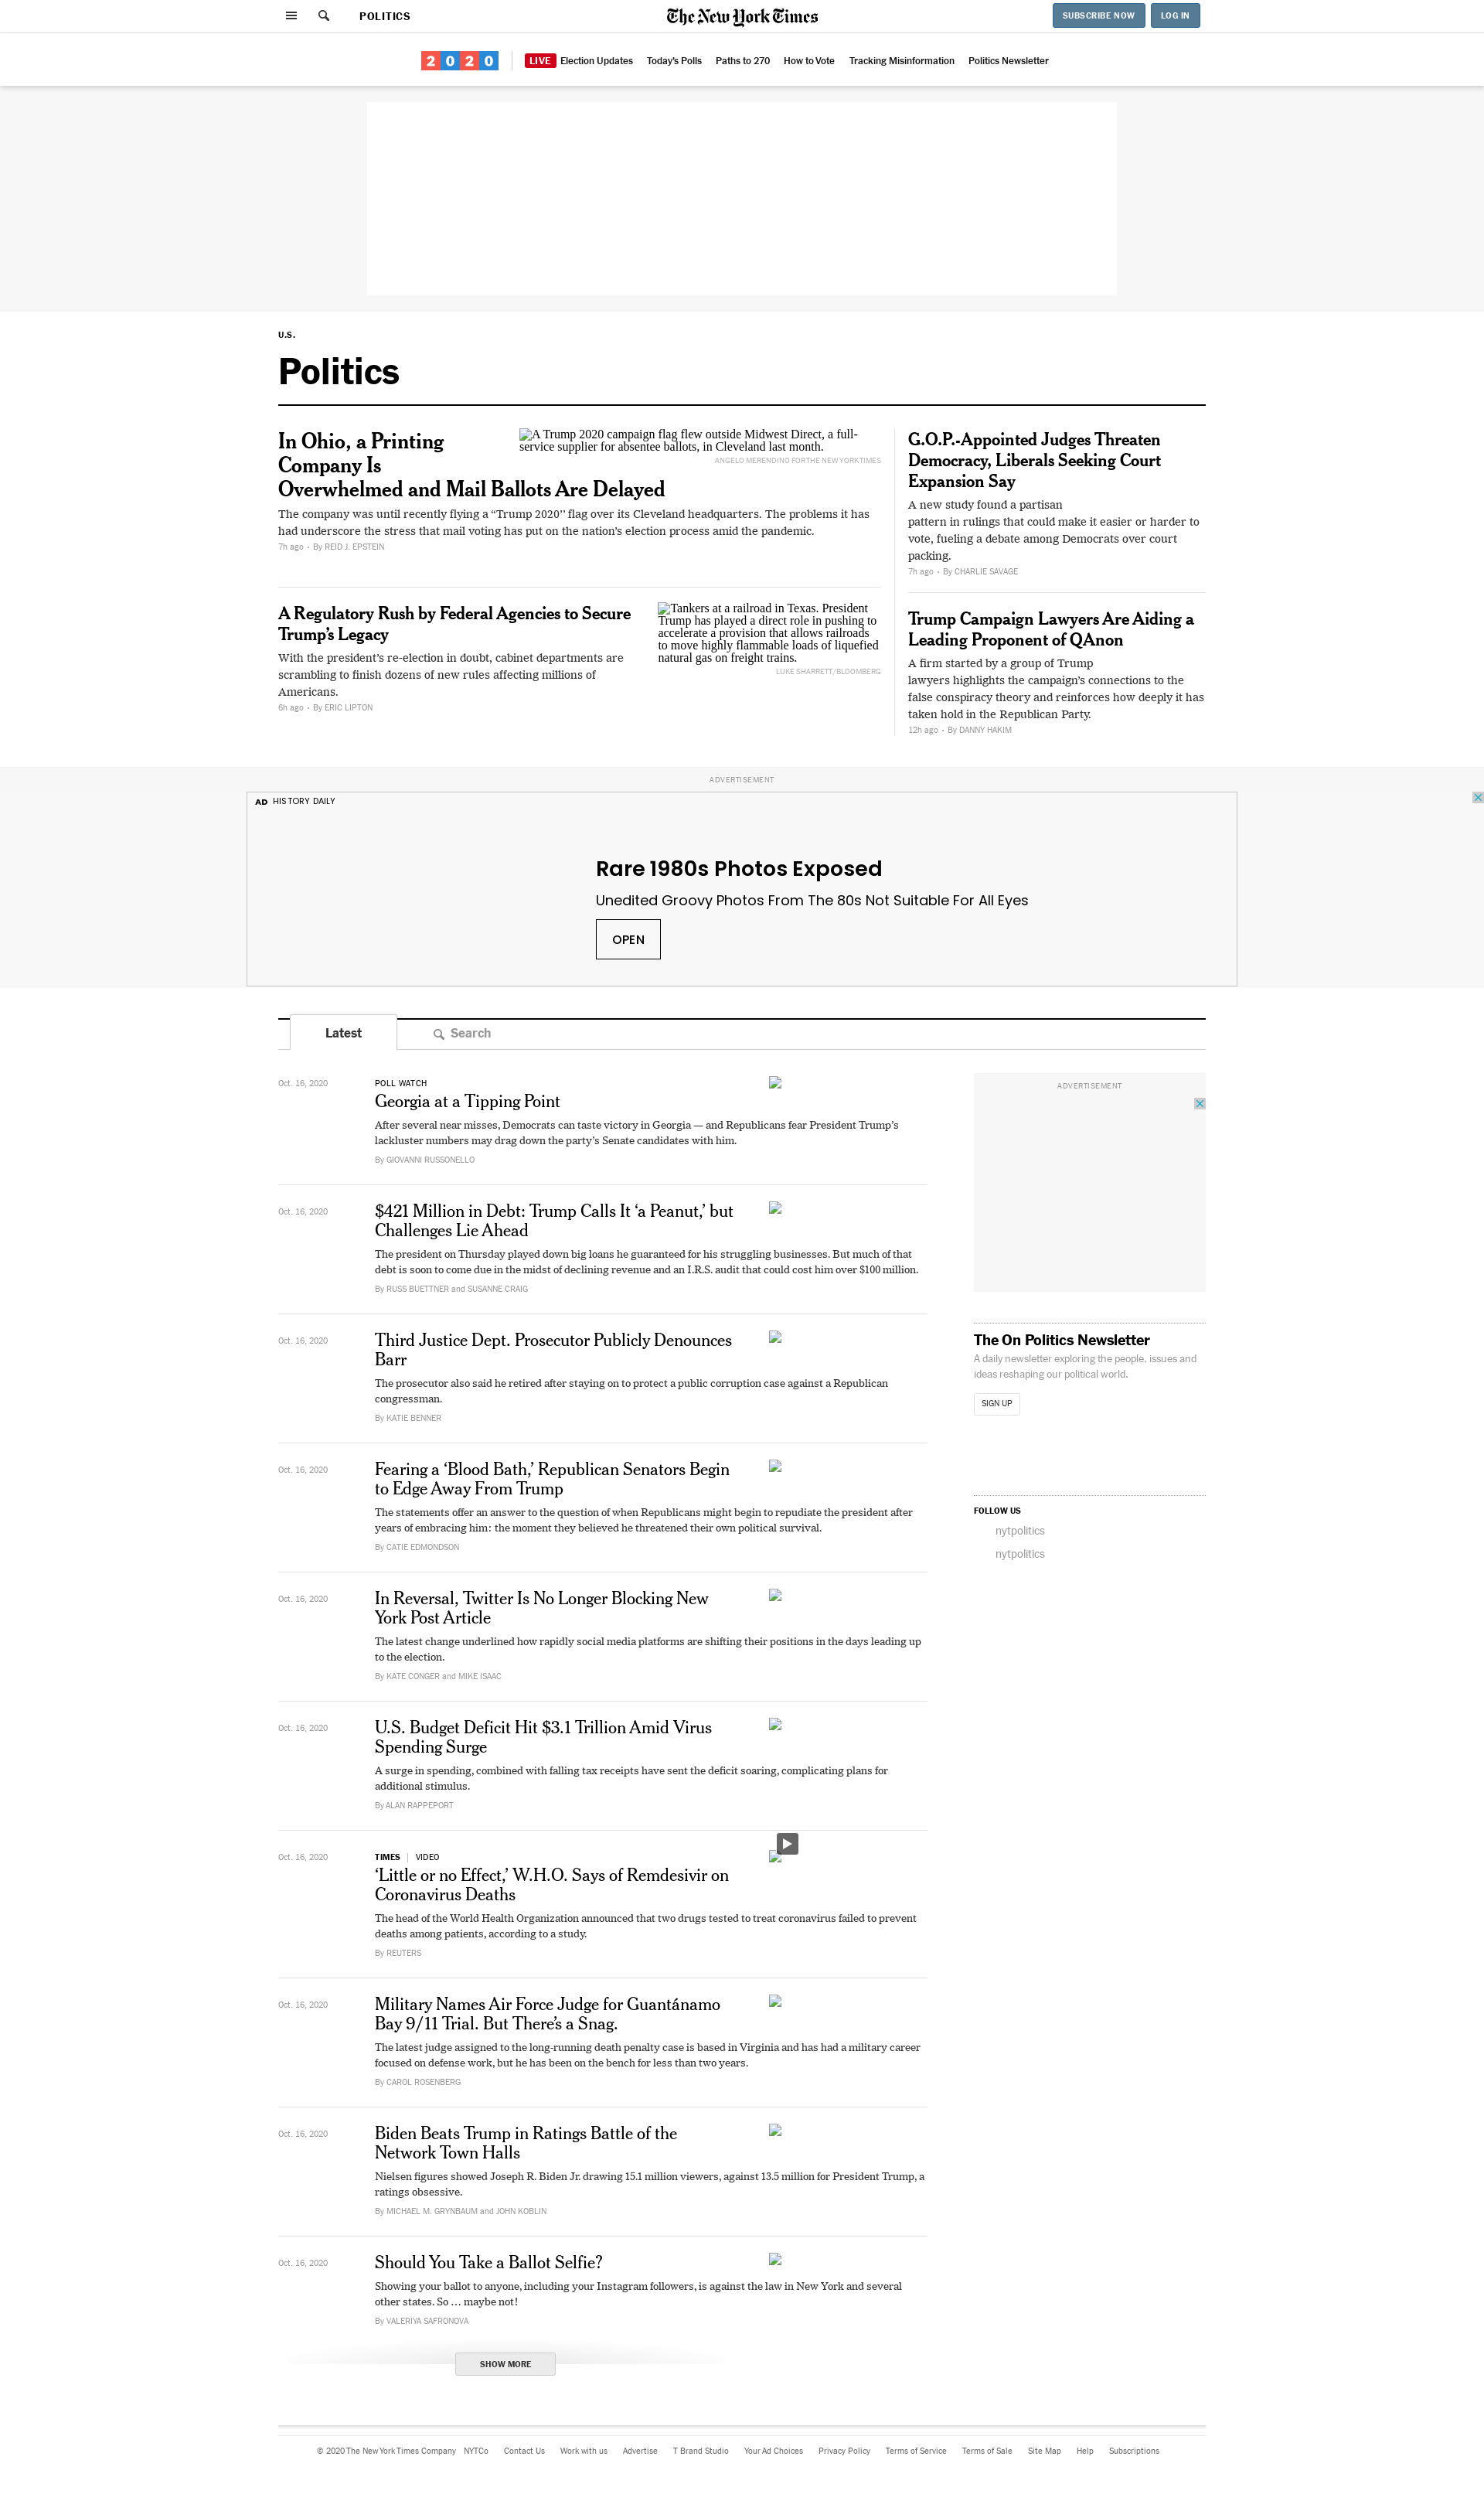 POLITICS
The New York Times
SUBSCRIBE NOW
LOG IN
2020
LIVE Election Updates
Today's Polls
Paths to 270
How to Vote
Tracking Misinformation
Politics Newsletter
U.S.
Politics
In Ohio, a Printing
Company Is
Overwhelmed and Mail Ballots Are Delayed
A Trump 2020 campaign flag flew outside Midwest Direct, a full-
service supplier for absentee ballots, in Cleveland last month.
ANGELO MERENDINO FOR THE NEW YORK TIMES
The company was until recently flying a “Trump 2020” flag over its Cleveland headquarters. The problems it has
had underscore the stress that mail voting has put on the nation’s election process amid the pandemic.
7h ago • By REID J. EPSTEIN
A Regulatory Rush by Federal Agencies to Secure
Trump’s Legacy
With the president’s re-election in doubt, cabinet departments are
scrambling to finish dozens of new rules affecting millions of
Americans.
6h ago • By ERIC LIPTON
Tankers at a railroad in Texas. President
Trump has played a direct role in pushing to
accelerate a provision that allows railroads
to move highly flammable loads of liquefied
natural gas on freight trains.
LUKE SHARRETT/BLOOMBERG
G.O.P.-Appointed Judges Threaten
Democracy, Liberals Seeking Court
Expansion Say
A new study found a partisan
pattern in rulings that could make it easier or harder to
vote, fueling a debate among Democrats over court
packing.
7h ago • By CHARLIE SAVAGE
Trump Campaign Lawyers Are Aiding a
Leading Proponent of QAnon
A firm started by a group of Trump
lawyers highlights the campaign’s connections to the
false conspiracy theory and reinforces how deeply it has
taken hold in the Republican Party.
12h ago • By DANNY HAKIM
ADVERTISEMENT
AD HISTORY DAILY
Rare 1980s Photos Exposed
Unedited Groovy Photos From The 80s Not Suitable For All Eyes
OPEN
Latest
Search
Oct. 16, 2020
POLL WATCH
Georgia at a Tipping Point
After several near misses, Democrats can taste victory in Georgia — and Republicans fear President Trump’s
lackluster numbers may drag down the party’s Senate candidates with him.
By GIOVANNI RUSSONELLO
Oct. 16, 2020
$421 Million in Debt: Trump Calls It ‘a Peanut,’ but
Challenges Lie Ahead
The president on Thursday played down big loans he guaranteed for his struggling businesses. But much of that
debt is soon to come due in the midst of declining revenue and an I.R.S. audit that could cost him over $100 million.
By RUSS BUETTNER and SUSANNE CRAIG
Oct. 16, 2020
Third Justice Dept. Prosecutor Publicly Denounces
Barr
The prosecutor also said he retired after staying on to protect a public corruption case against a Republican
congressman.
By KATIE BENNER
Oct. 16, 2020
Fearing a ‘Blood Bath,’ Republican Senators Begin
to Edge Away From Trump
The statements offer an answer to the question of when Republicans might begin to repudiate the president after
years of embracing him: the moment they believed he threatened their own political survival.
By CATIE EDMONDSON
Oct. 16, 2020
In Reversal, Twitter Is No Longer Blocking New
York Post Article
The latest change underlined how rapidly social media platforms are shifting their positions in the days leading up
to the election.
By KATE CONGER and MIKE ISAAC
Oct. 16, 2020
U.S. Budget Deficit Hit $3.1 Trillion Amid Virus
Spending Surge
A surge in spending, combined with falling tax receipts have sent the deficit soaring, complicating plans for
additional stimulus.
By ALAN RAPPEPORT
Oct. 16, 2020
TIMES | VIDEO
‘Little or no Effect,’ W.H.O. Says of Remdesivir on
Coronavirus Deaths
The head of the World Health Organization announced that two drugs tested to treat coronavirus failed to prevent
deaths among patients, according to a study.
By REUTERS
Oct. 16, 2020
Military Names Air Force Judge for Guantánamo
Bay 9/11 Trial. But There’s a Snag.
The latest judge assigned to the long-running death penalty case is based in Virginia and has had a military career
focused on defense work, but he has been on the bench for less than two years.
By CAROL ROSENBERG
Oct. 16, 2020
Biden Beats Trump in Ratings Battle of the
Network Town Halls
Nielsen figures showed Joseph R. Biden Jr. drawing 15.1 million viewers, against 13.5 million for President Trump, a
ratings obsessive.
By MICHAEL M. GRYNBAUM and JOHN KOBLIN
Oct. 16, 2020
Should You Take a Ballot Selfie?
Showing your ballot to anyone, including your Instagram followers, is against the law in New York and several
other states. So … maybe not!
By VALERIYA SAFRONOVA
SHOW MORE
ADVERTISEMENT
The On Politics Newsletter
A daily newsletter exploring the people, issues and
ideas reshaping our political world.
SIGN UP
FOLLOW US
nytpolitics
nytpolitics
© 2020 The New York Times Company
NYTCo
Contact Us
Work with us
Advertise
T Brand Studio
Your Ad Choices
Privacy Policy
Terms of Service
Terms of Sale
Site Map
Help
Subscriptions